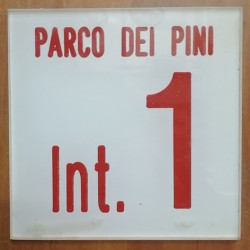 PARCO DEI PINI
Int. 1